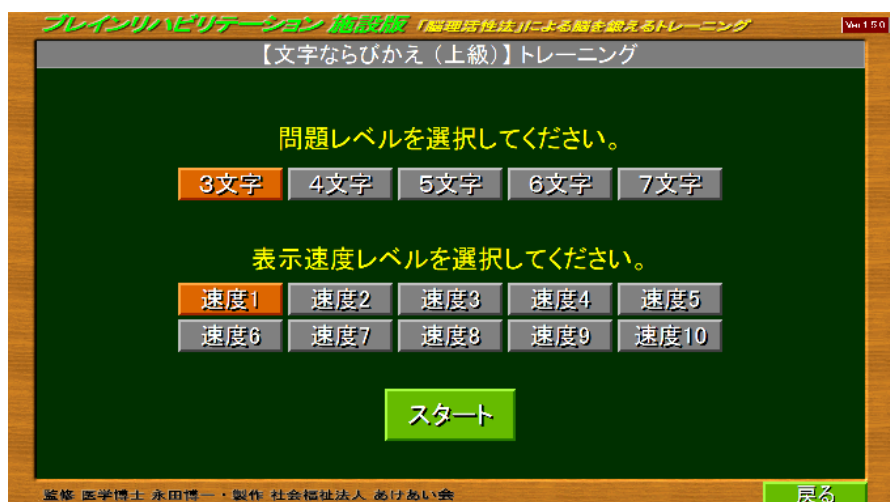 ブレインリハビリテーション 施設版 「脳理活性法」による脳を鍛えるトレーニング
Ver 1.5.0
【文字ならびかえ（上級）】トレーニング
問題レベルを選択してください。
3文字 4文字 5文字 6文字 7文字
表示速度レベルを選択してください。
速度1 速度2 速度3 速度4 速度5
速度6 速度7 速度8 速度9 速度10
スタート
監修 医学博士 永田博一・製作 社会福祉法人 あけあい会
戻る